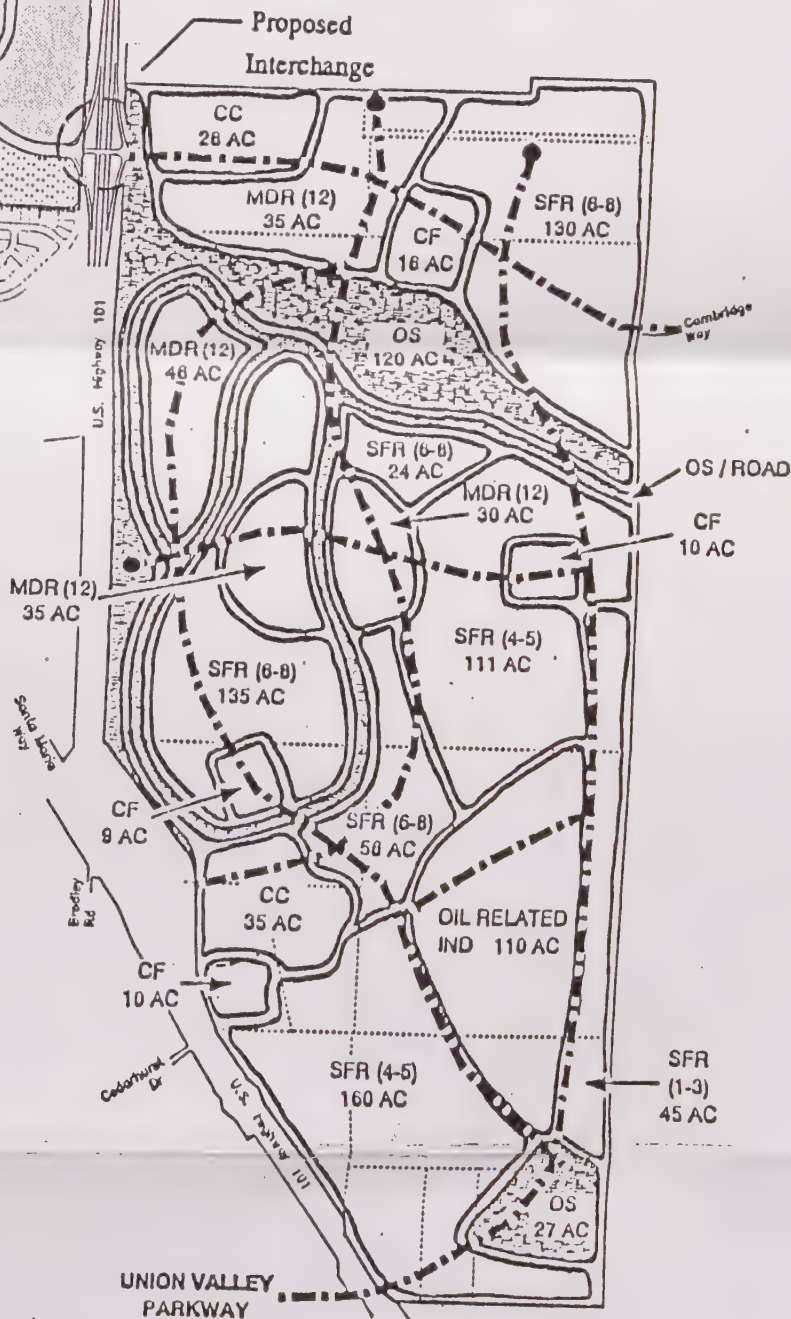 Proposed
Interchange
CC
28 AC
MDR (12)
35 AC
CF
16 AC
SFR (6-8)
130 AC
Cambridge
Way
U.S. Highway 101
MDR (12)
46 AC
OS
120 AC
SFR (6-8)
24 AC
OS / ROAD
MDR (12)
30 AC
CF
10 AC
MDR (12)
35 AC
SFR (4-5)
111 AC
SFR (6-8)
135 AC
Santa Maria
Way
CF
9 AC
SFR (6-8)
58 AC
Bradley
Rd
CC
35 AC
OIL RELATED
IND 110 AC
CF
10 AC
SFR (4-5)
160 AC
SFR
(1-3)
45 AC
Cedarhurst
Dr
U.S. Highway 101
OS
27 AC
UNION VALLEY
PARKWAY